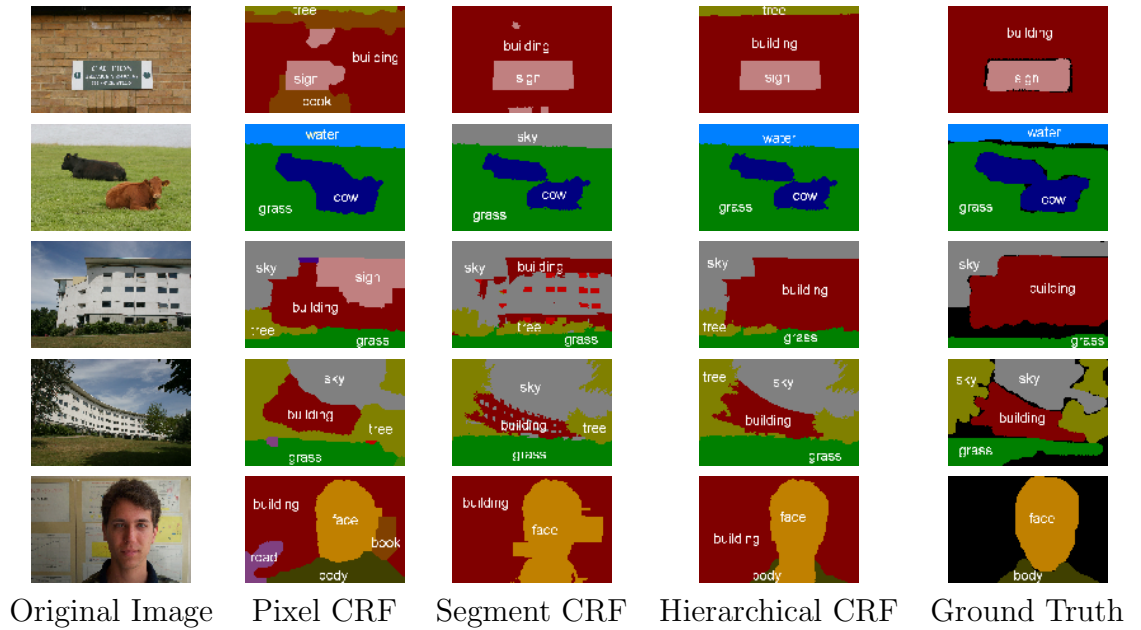 tree
building
sign
book
building
sign
tree
building
sign
building
sign
water
grass
cow
sky
grass
cow
water
grass
cow
water
grass
cow
sky
sign
building
tree
grass
sky
building
tree
grass
sky
building
tree
grass
sky
building
grass
sky
building
tree
grass
sky
building
tree
grass
tree
sky
building
grass
sky
sky
building
grass
building
face
book
road
body
building
face
face
building
body
face
body
Original Image Pixel CRF Segment CRF Hierarchical CRF Ground Truth